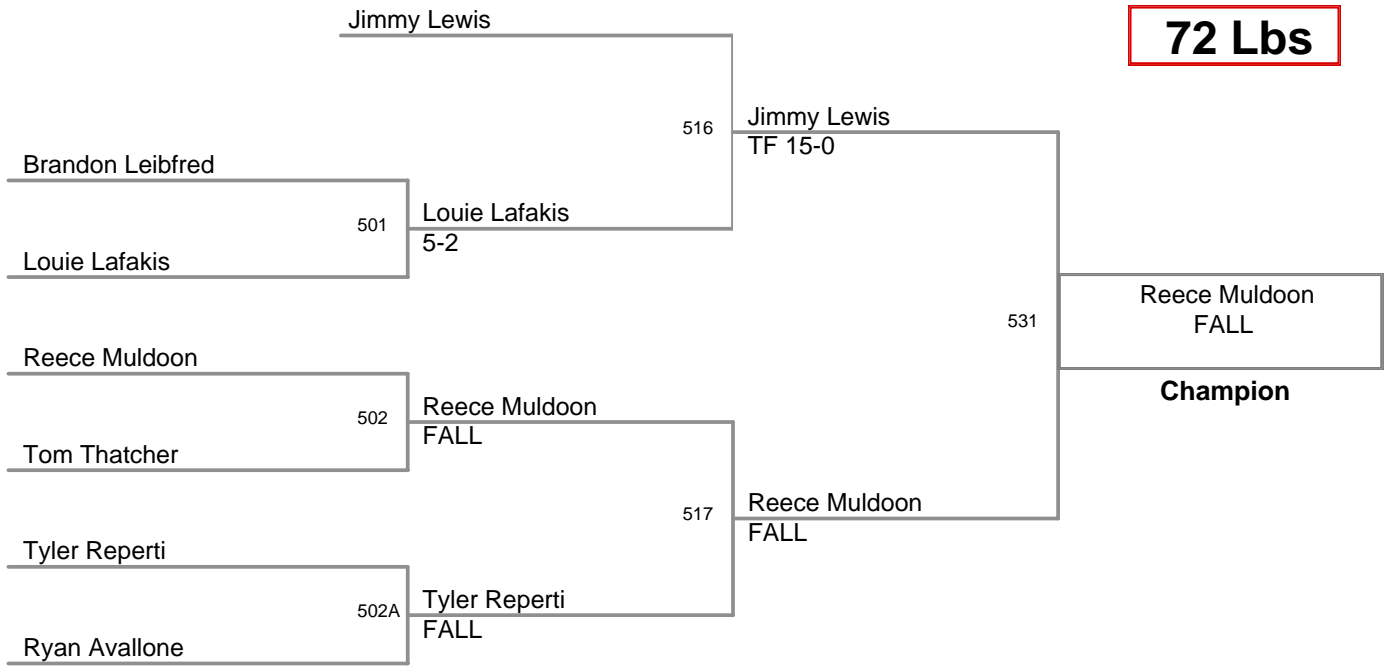 Jimmy Lewis
72 Lbs
516
Jimmy Lewis
TF 15-0
Brandon Leibfred
501
Louie Lafakis
5-2
Louie Lafakis
531
Reece Muldoon
FALL
Champion
Reece Muldoon
502
Reece Muldoon
FALL
Tom Thatcher
517
Reece Muldoon
FALL
Tyler Reperti
502A
Tyler Reperti
FALL
Ryan Avallone